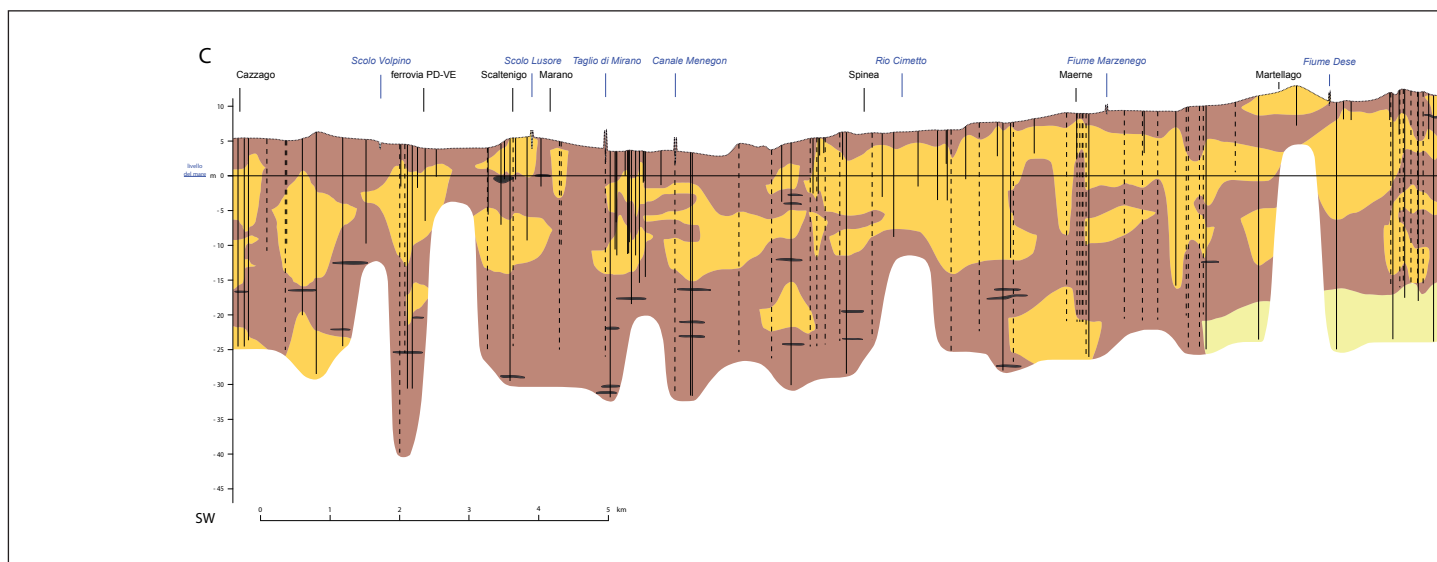 C
Scolo Volpino
Scolo Lusore
Taglio di Mirano
Canale Menegon
Rio Cimetto
Fiume Marzenego
Fiume Dese
Cazzago
ferrovia PD-VE
Scaltenigo
Marano
Spinea
Maerne
Martellago
10
5
livello
del mare
m 0
- 5
- 10
- 15
- 20
- 25
- 30
- 35
- 40
- 45
SW
0 1 2 3 4 5 km